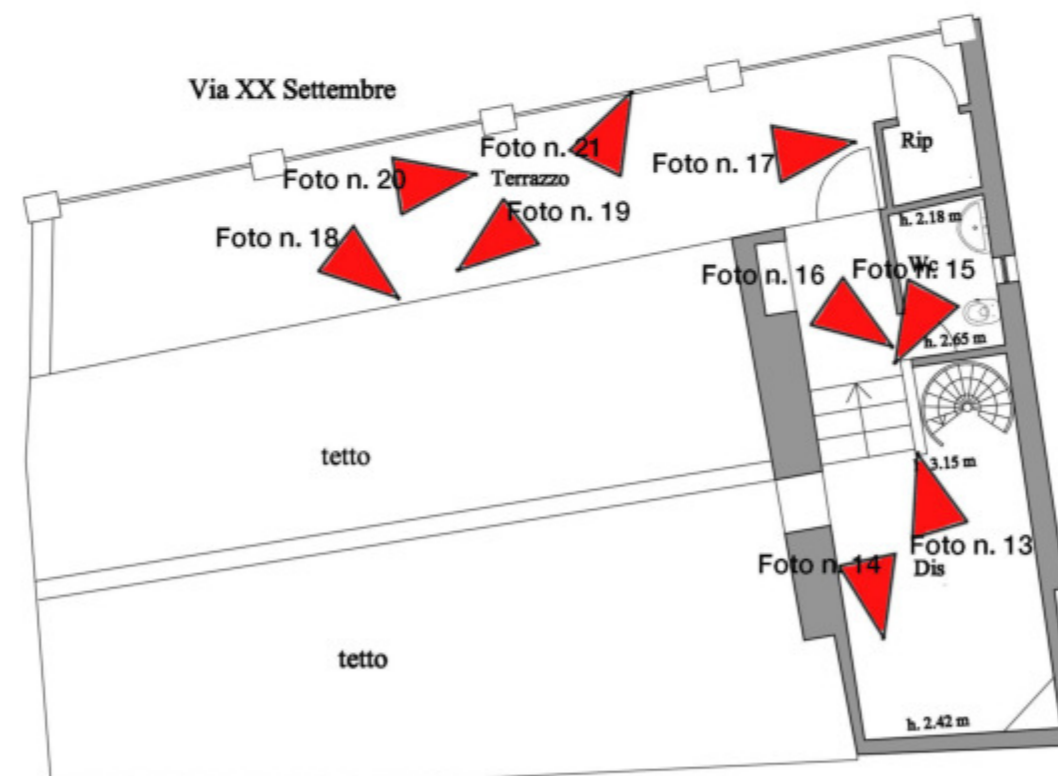 Via XX Settembre
Foto n. 21
Foto n. 17
Rip
Foto n. 20
Terrazzo
Foto n. 19
h. 2.18 m
Foto n. 18
Foto n. 16
Wc
Foto n. 15
h. 2.65 m
tetto
3.15 m
Foto n. 13
Foto n. 14
Dis
tetto
h. 2.42 m